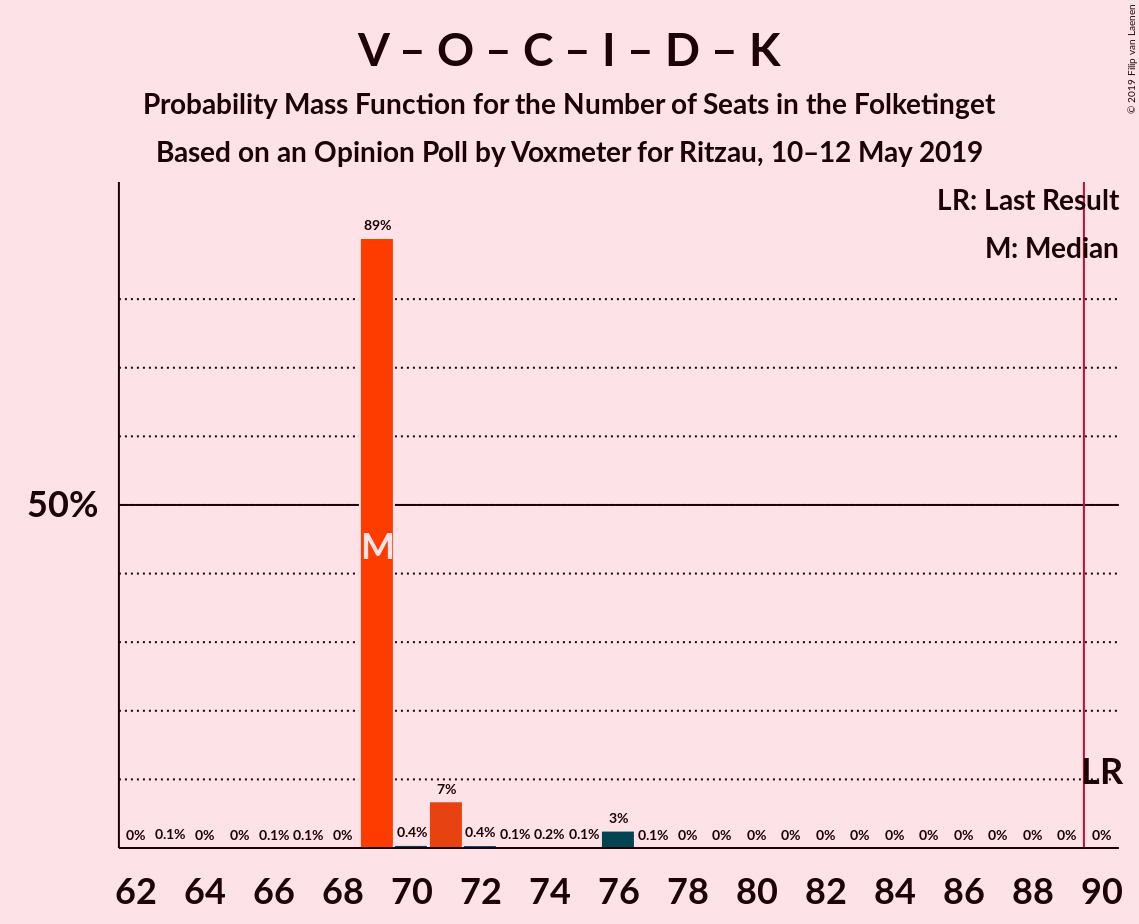 V – O – C – I – D – K
Probability Mass Function for the Number of Seats in the Folketinget
Based on an Opinion Poll by Voxmeter for Ritzau, 10–12 May 2019
© 2019 Filip van Laenen
LR: Last Result
M: Median
89%
50%
M
LR
0% 0.1% 0% 0% 0.1% 0.1% 0% 0.4% 7% 0.4% 0.1% 0.2% 0.1% 3% 0.1% 0% 0% 0% 0% 0% 0% 0% 0% 0% 0% 0% 0% 0%
62 64 66 68 70 72 74 76 78 80 82 84 86 88 90